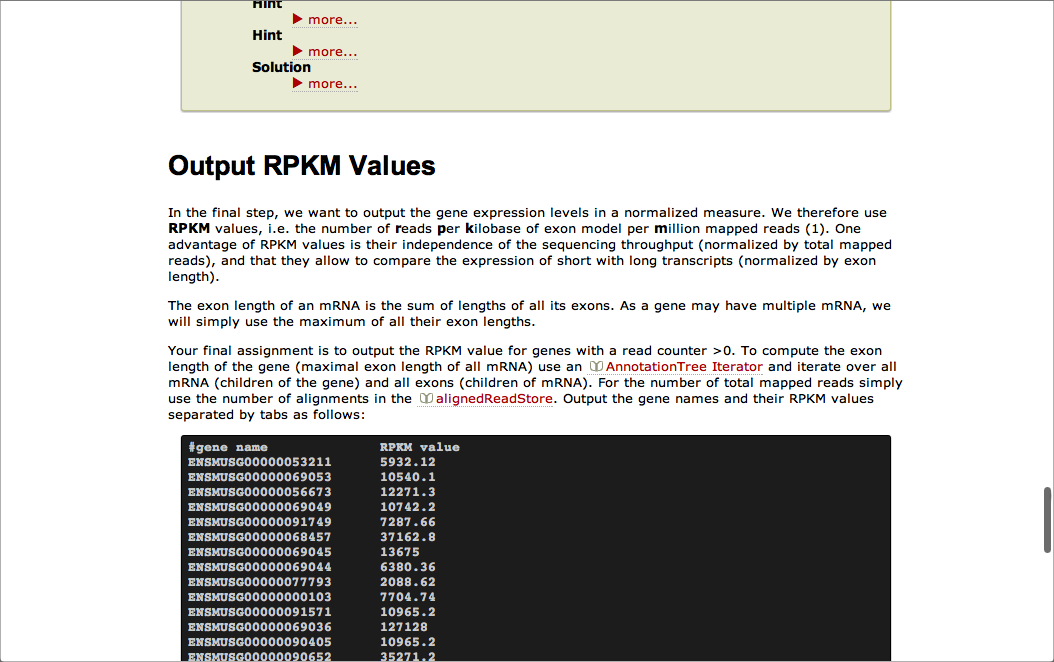 Hint
▶ more...
Hint
▶ more...
Solution
▶ more...
Output RPKM Values
In the final step, we want to output the gene expression levels in a normalized measure. We therefore use
RPKM values, i.e. the number of reads per kilobase of exon model per million mapped reads (1). One
advantage of RPKM values is their independence of the sequencing throughput (normalized by total mapped
reads), and that they allow to compare the expression of short with long transcripts (normalized by exon
length).
The exon length of an mRNA is the sum of lengths of all its exons. As a gene may have multiple mRNA, we
will simply use the maximum of all their exon lengths.
Your final assignment is to output the RPKM value for genes with a read counter >0. To compute the exon
length of the gene (maximal exon length of all mRNA) use an AnnotationTree Iterator and iterate over all
mRNA (children of the gene) and all exons (children of mRNA). For the number of total mapped reads simply
use the number of alignments in the alignedReadStore. Output the gene names and their RPKM values
separated by tabs as follows:
#gene name RPKM value
ENSMUSG00000053211 5932.12
ENSMUSG00000069053 10540.1
ENSMUSG00000056673 12271.3
ENSMUSG00000069049 10742.2
ENSMUSG00000091749 7287.66
ENSMUSG00000068457 37162.8
ENSMUSG00000069045 13675
ENSMUSG00000069044 6380.36
ENSMUSG00000077793 2088.62
ENSMUSG00000000103 7704.74
ENSMUSG00000091571 10965.2
ENSMUSG00000069036 127128
ENSMUSG00000090405 10965.2
ENSMUSG00000090652 35271.2